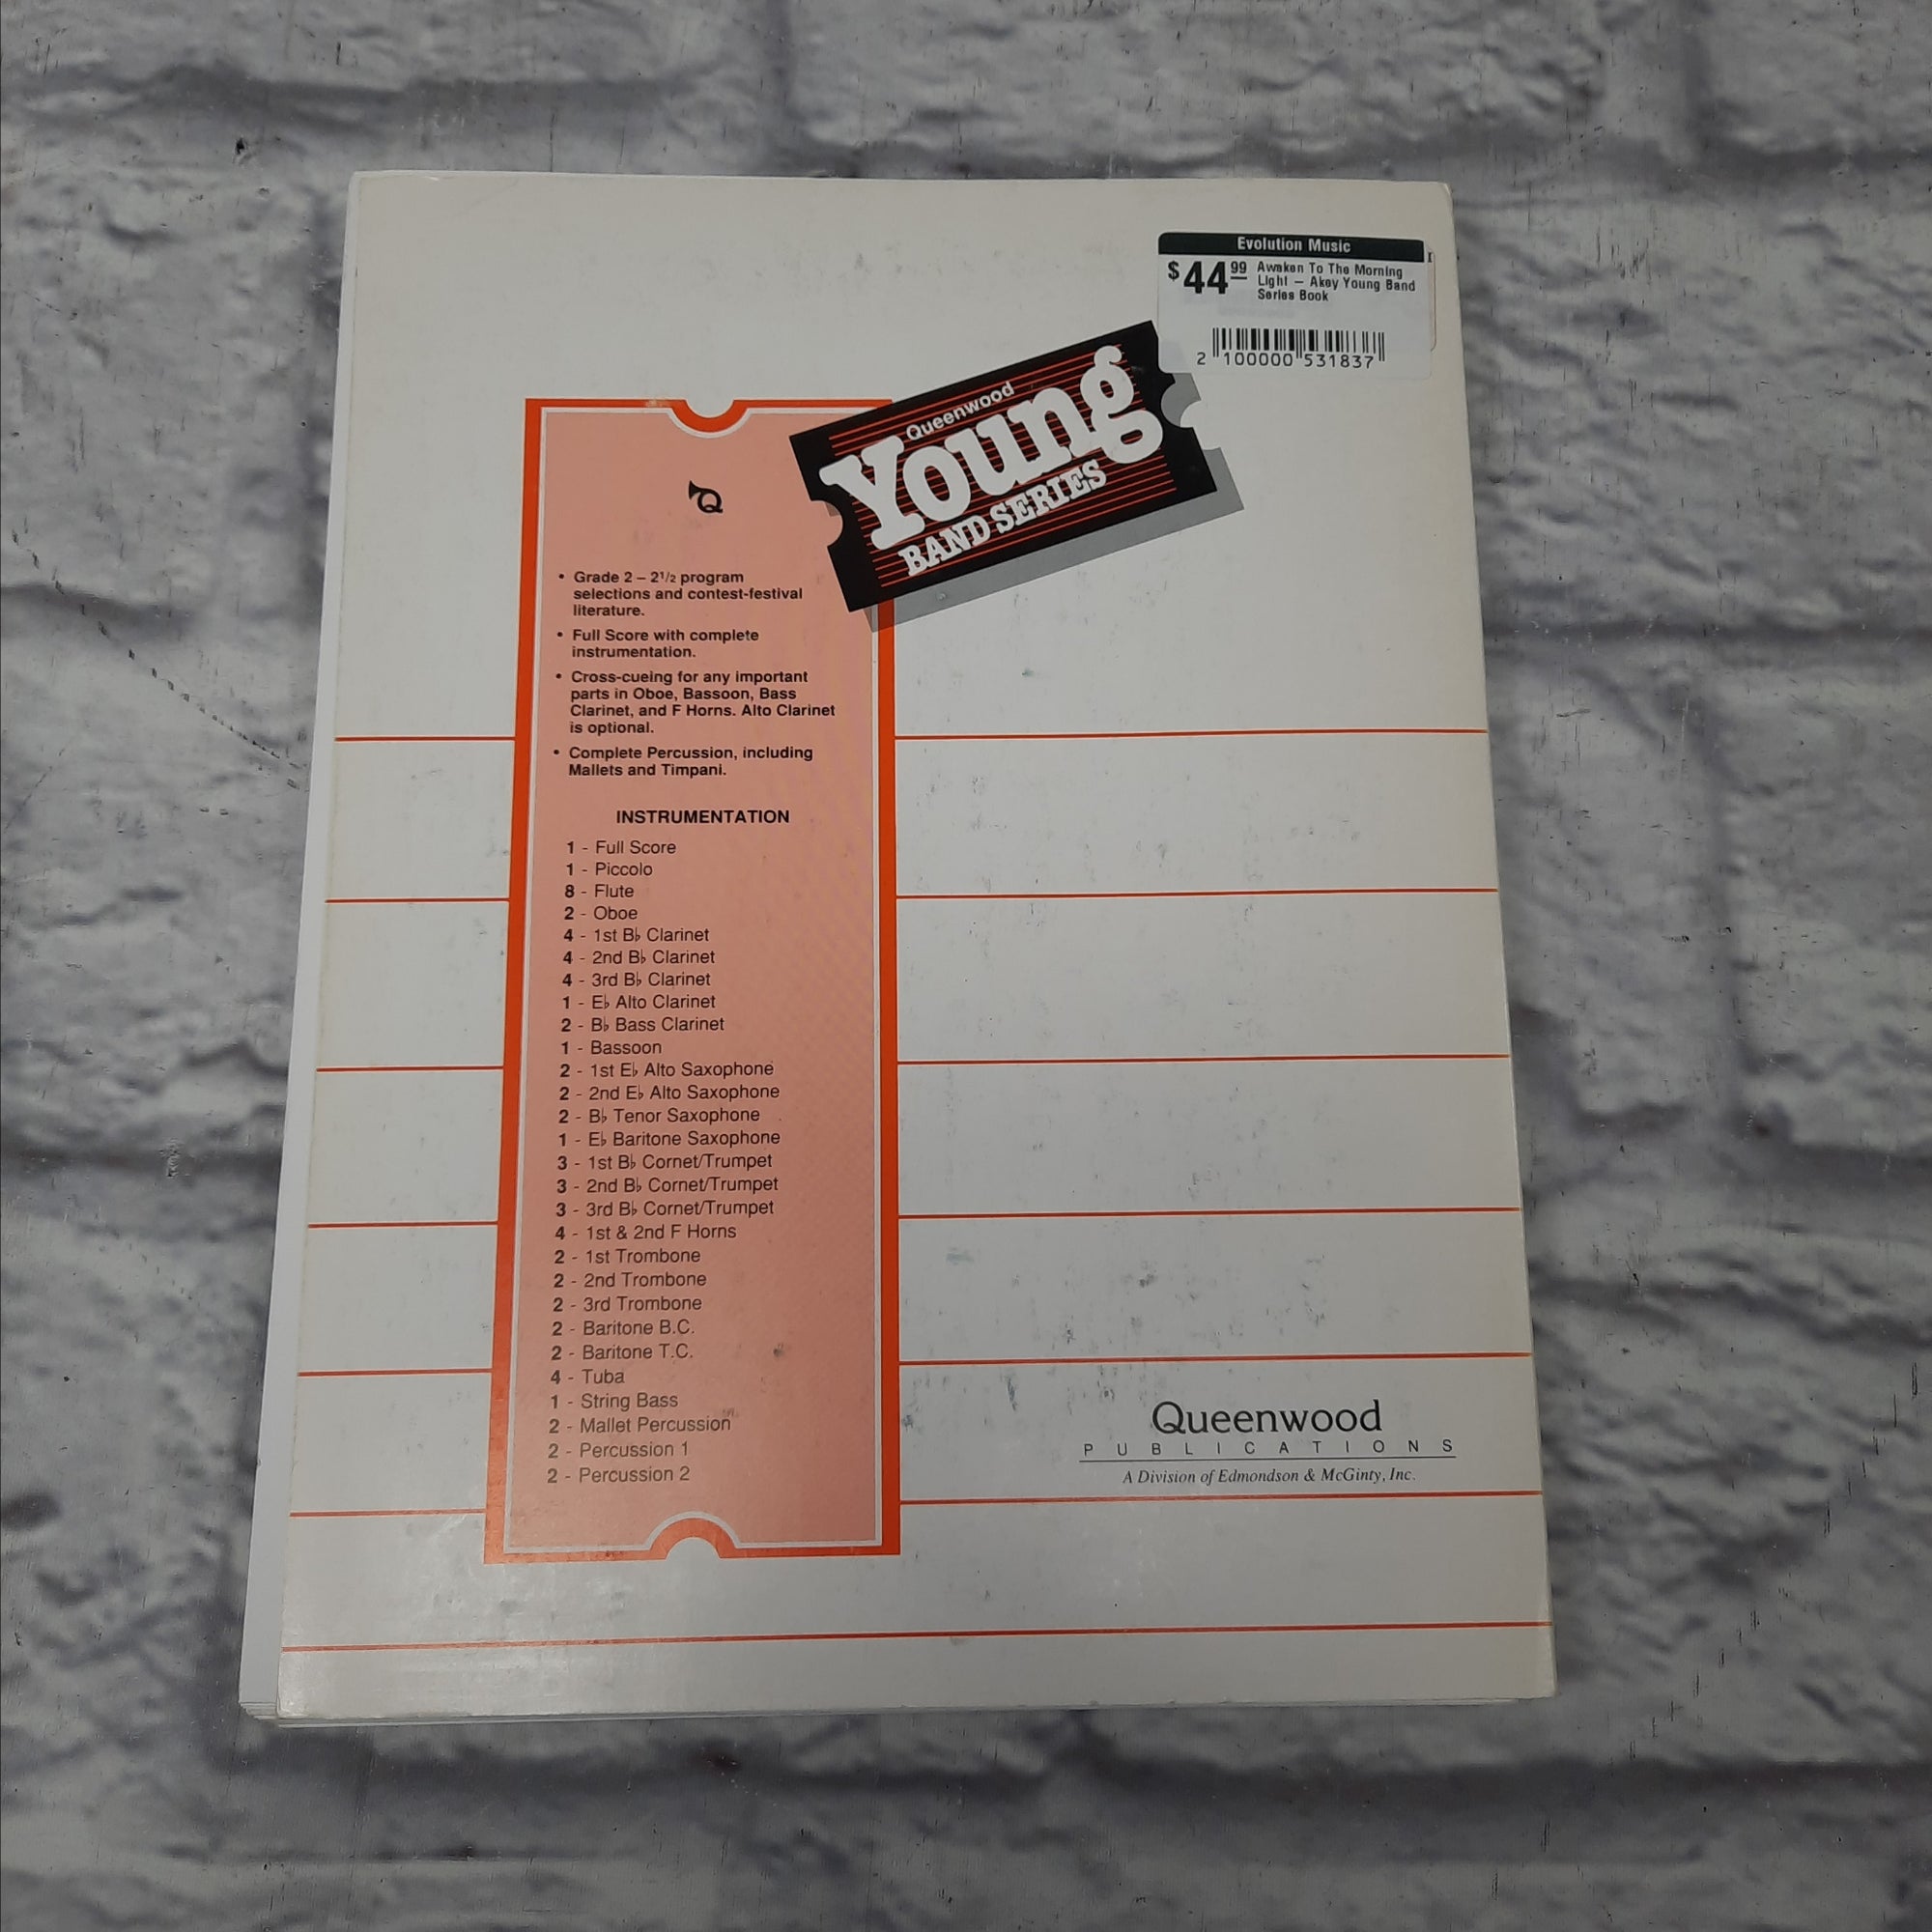 Evolution Music
$44.99 Awaken To The Morning
Light – Akey Young Band
Series Book
2 100000 531837
Queenwood
Young
BAND SERIES
Q
• Grade 2 – 2½ program
selections and contest-festival
literature.
• Full Score with complete
instrumentation.
• Cross-cueing for any important
parts in Oboe, Bassoon, Bass
Clarinet, and F Horns. Alto Clarinet
is optional.
• Complete Percussion, including
Mallets and Timpani.
INSTRUMENTATION
1 - Full Score
1 - Piccolo
8 - Flute
2 - Oboe
4 - 1st B♭ Clarinet
4 - 2nd B♭ Clarinet
4 - 3rd B♭ Clarinet
1 - E♭ Alto Clarinet
2 - B♭ Bass Clarinet
1 - Bassoon
2 - 1st E♭ Alto Saxophone
2 - 2nd E♭ Alto Saxophone
2 - B♭ Tenor Saxophone
1 - E♭ Baritone Saxophone
3 - 1st B♭ Cornet/Trumpet
3 - 2nd B♭ Cornet/Trumpet
3 - 3rd B♭ Cornet/Trumpet
4 - 1st & 2nd F Horns
2 - 1st Trombone
2 - 2nd Trombone
2 - 3rd Trombone
2 - Baritone B.C.
2 - Baritone T.C.
4 - Tuba
1 - String Bass
2 - Mallet Percussion
2 - Percussion 1
2 - Percussion 2
Queenwood
PUBLICATIONS
A Division of Edmondson & McGinty, Inc.